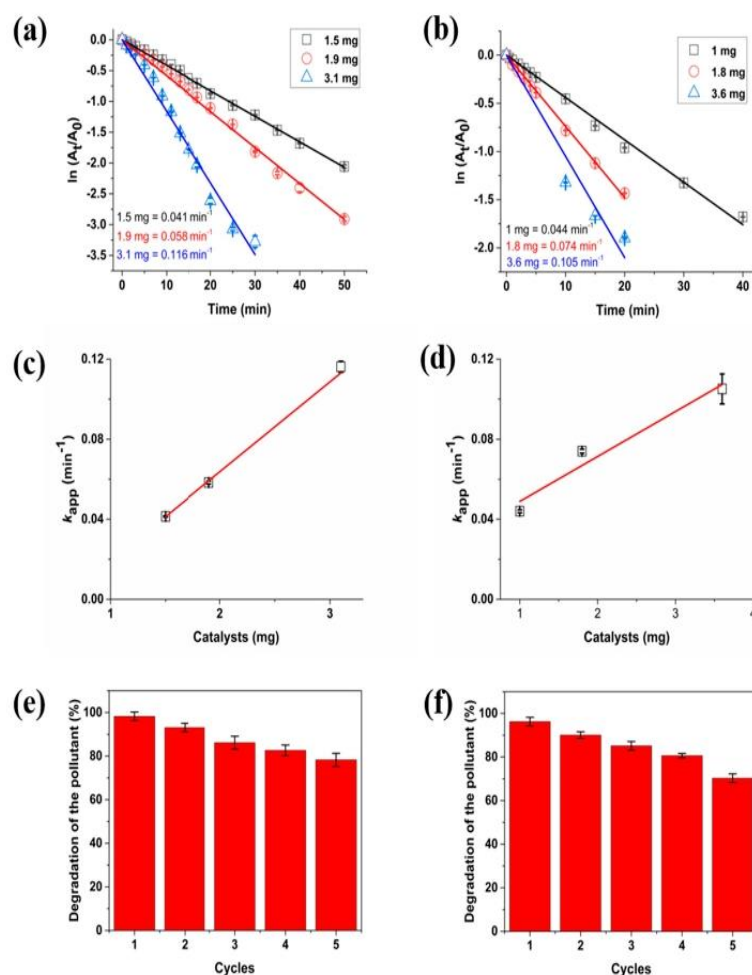 (a)
0.0
-0.5
-1.0
-1.5
-2.0
-2.5
-3.0
-3.5
ln (At/A0)
1.5 mg
1.9 mg
3.1 mg
1.5 mg = 0.041 min-1
1.9 mg = 0.058 min-1
3.1 mg = 0.116 min-1
0 10 20 30 40 50
Time (min)
(b)
0.0
-0.5
-1.0
-1.5
-2.0
ln (At/A0)
1 mg
1.8 mg
3.6 mg
1 mg = 0.044 min-1
1.8 mg = 0.074 min-1
3.6 mg = 0.105 min-1
0 10 20 30 40
Time (min)
(c)
0.12
0.08
0.04
0.00
kapp (min-1)
1 2 3
Catalysts (mg)
(d)
0.12
0.08
0.04
0.00
kapp (min-1)
1 2 3 4
Catalysts (mg)
(e)
100
80
60
40
20
0
Degradation of the pollutant (%)
1 2 3 4 5
Cycles
(f)
100
80
60
40
20
0
Degradation of the pollutant (%)
1 2 3 4 5
Cycles